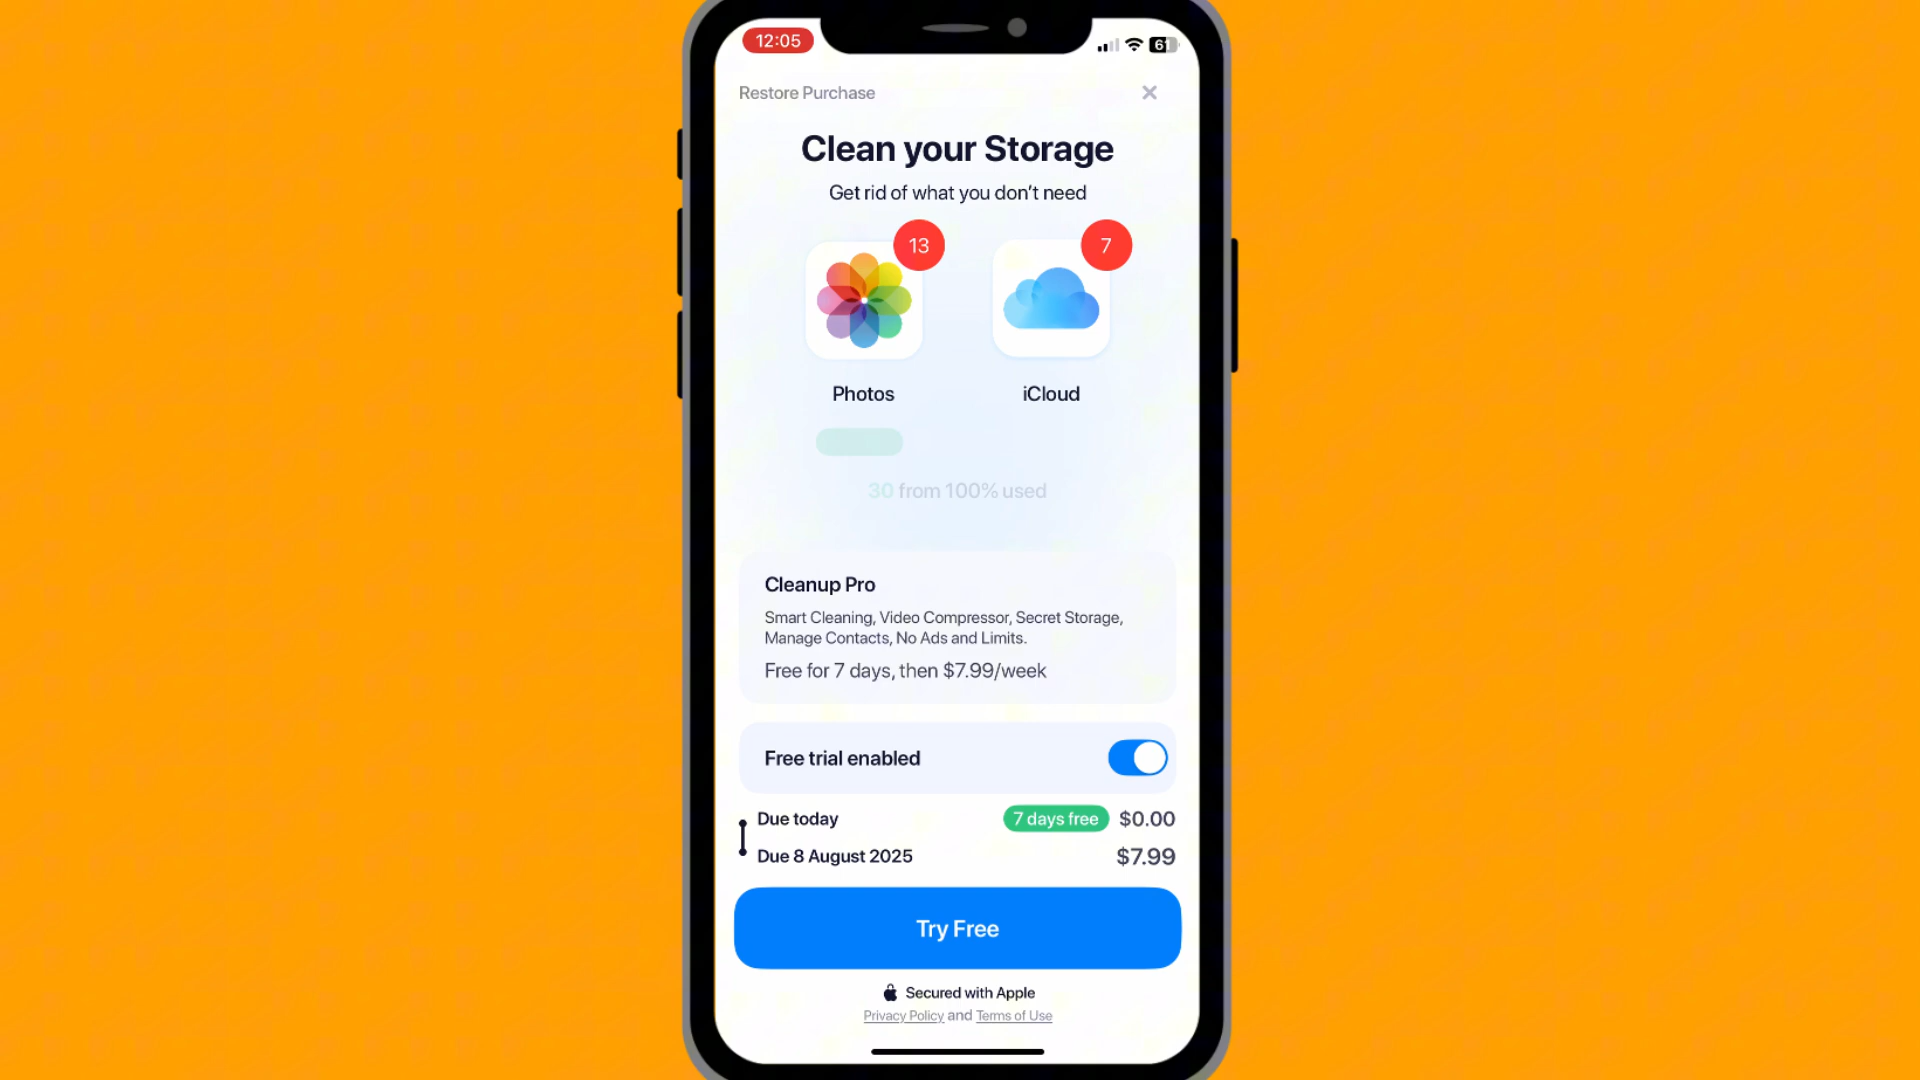 12:05
61
Restore Purchase
Clean your Storage
Get rid of what you don't need
13
7
Photos
iCloud
30 from 100% used
Cleanup Pro
Smart Cleaning, Video Compressor, Secret Storage,
Manage Contacts, No Ads and Limits.
Free for 7 days, then $7.99/week
Free trial enabled
Due today 7 days free $0.00
Due 8 August 2025 $7.99
Try Free
Secured with Apple
Privacy Policy and Terms of Use